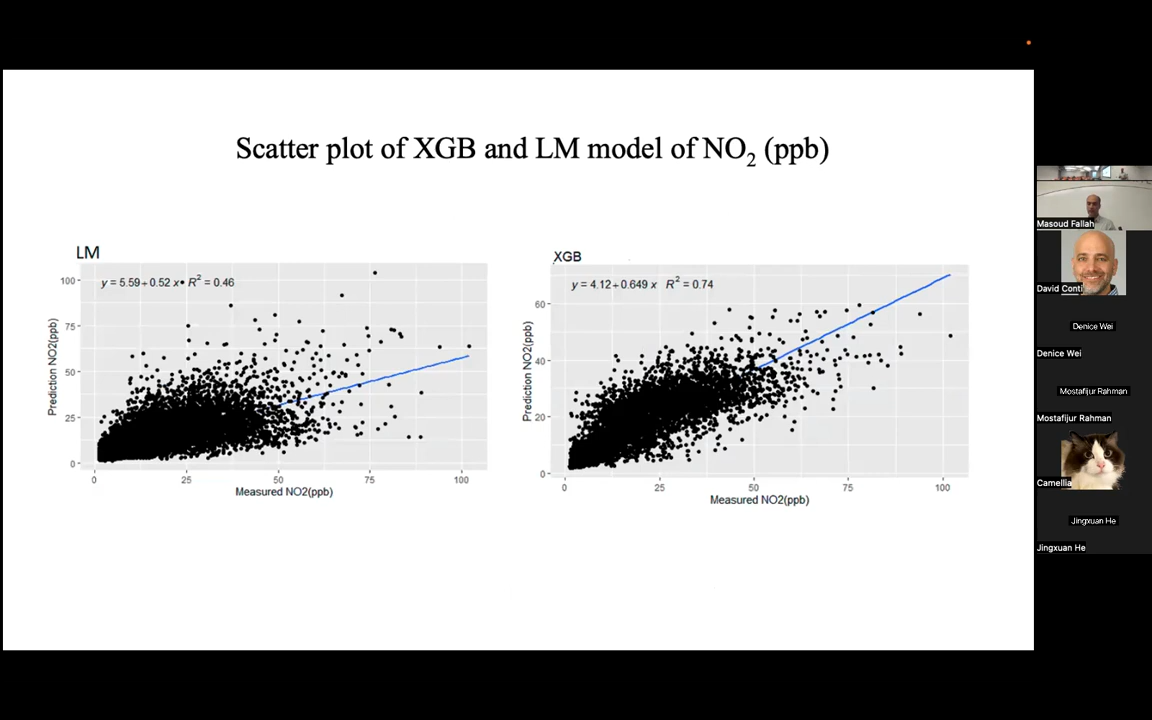 Scatter plot of XGB and LM model of NO2 (ppb)
LM
y = 5.59+0.52 x• R2 = 0.46
Prediction NO2(ppb)
100
75
50
25
0
0 25 50 75 100
Measured NO2(ppb)
XGB
y = 4.12+0.649 x R2 = 0.74
Prediction NO2(ppb)
60
40
20
0
0 25 50 75 100
Measured NO2(ppb)
Masoud Fallah
David Conti
Denice Wei
Denice Wei
Mostafijur Rahman
Mostafijur Rahman
Camellia
Jingxuan He
Jingxuan He